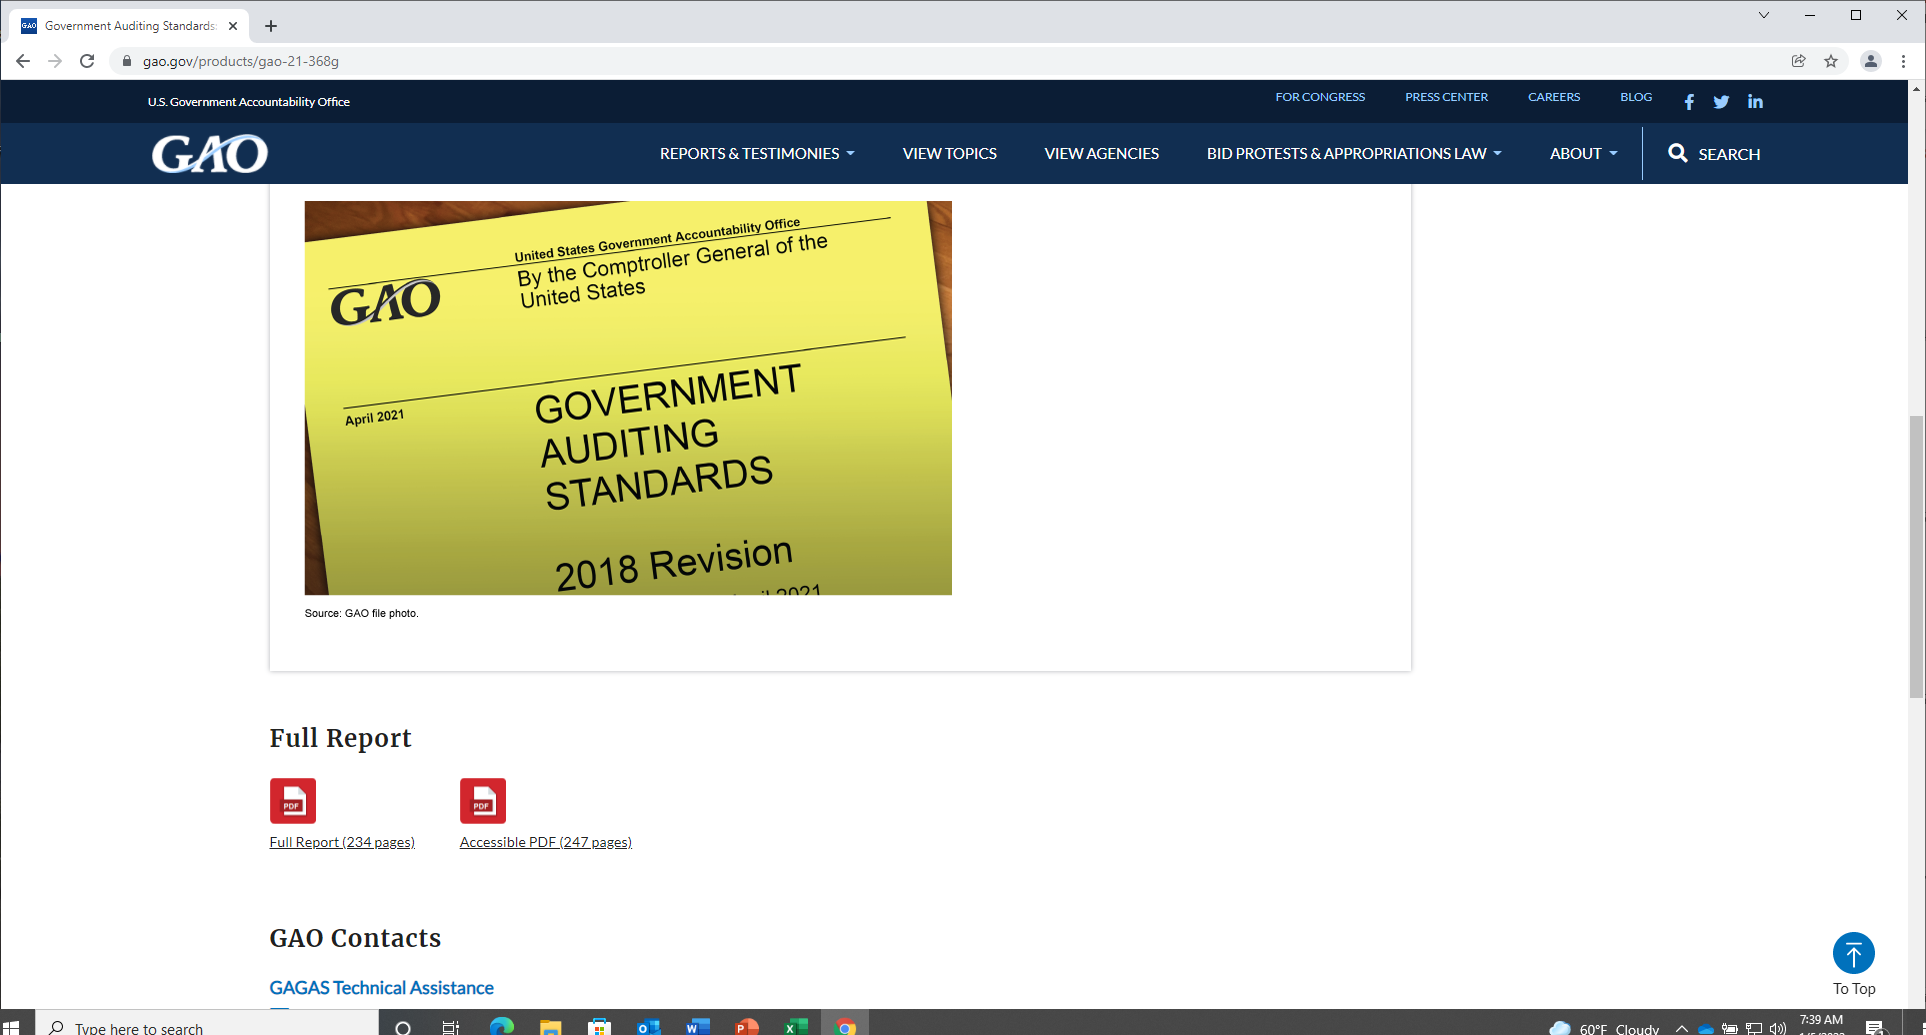 GAO
Government Auditing Standards:
gao.gov/products/gao-21-368g
U.S. Government Accountability Office
FOR CONGRESS
PRESS CENTER
CAREERS
BLOG
GAO
REPORTS & TESTIMONIES
VIEW TOPICS
VIEW AGENCIES
BID PROTESTS & APPROPRIATIONS LAW
ABOUT
SEARCH
United States Government Accountability Office
By the Comptroller General of the
United States
GAO
April 2021
GOVERNMENT
AUDITING
STANDARDS
2018 Revision
Source: GAO file photo.
Full Report
PDF
PDF
Full Report (234 pages)
Accessible PDF (247 pages)
GAO Contacts
GAGAS Technical Assistance
To Top
Type here to search
60°F Cloudy
7:39 AM